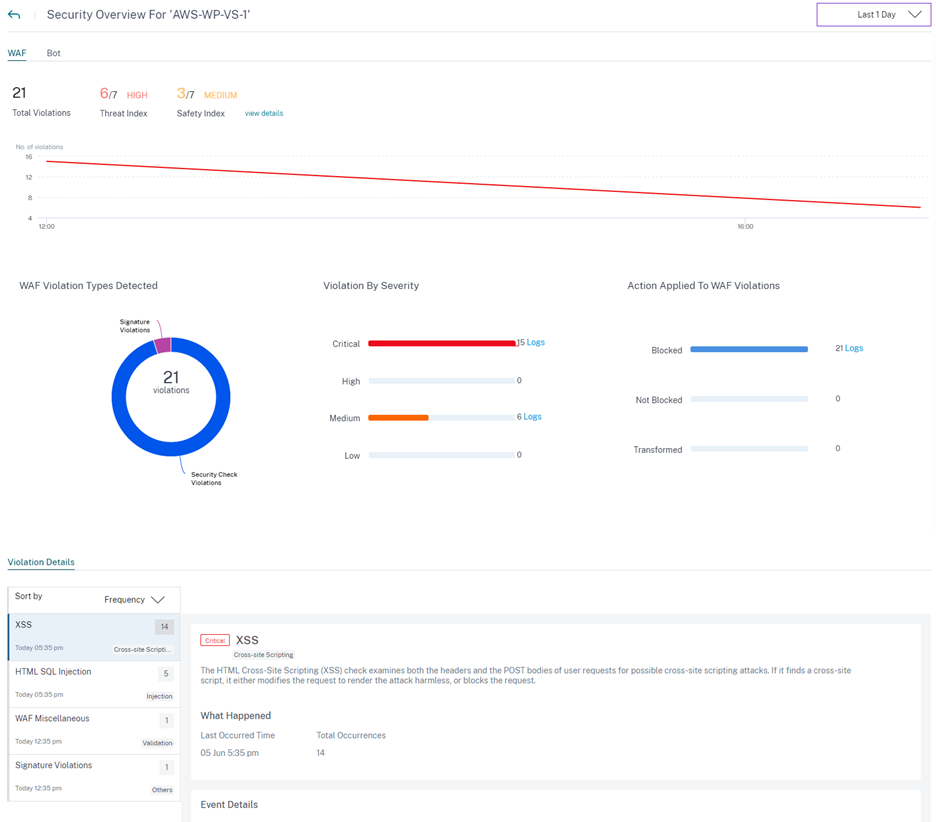 Security Overview For 'AWS-WP-VS-1'
Last 1 Day
WAF Bot
21 6/7 HIGH 3/7 MEDIUM
Total Violations Threat Index Safety Index view details
No. of violations
16
12
8
4
12:00 16:00
WAF Violation Types Detected
Signature
Violations
21
violations
Security Check
Violations
Violation By Severity
Critical 15 Logs
High 0
Medium 6 Logs
Low 0
Action Applied To WAF Violations
Blocked 21 Logs
Not Blocked 0
Transformed 0
Violation Details
Sort by Frequency
XSS 14
Today 05:35 pm Cross-site Scripti...
HTML SQL Injection 5
Today 05:35 pm Injection
WAF Miscellaneous 1
Today 12:35 pm Validation
Signature Violations 1
Today 12:35 pm Others
Critical XSS
Cross-site Scripting
The HTML Cross-Site Scripting (XSS) check examines both the headers and the POST bodies of user requests for possible cross-site scripting attacks. If it finds a cross-site
script, it either modifies the request to render the attack harmless, or blocks the request.
What Happened
Last Occurred Time Total Occurrences
05 Jun 5:35 pm 14
Event Details